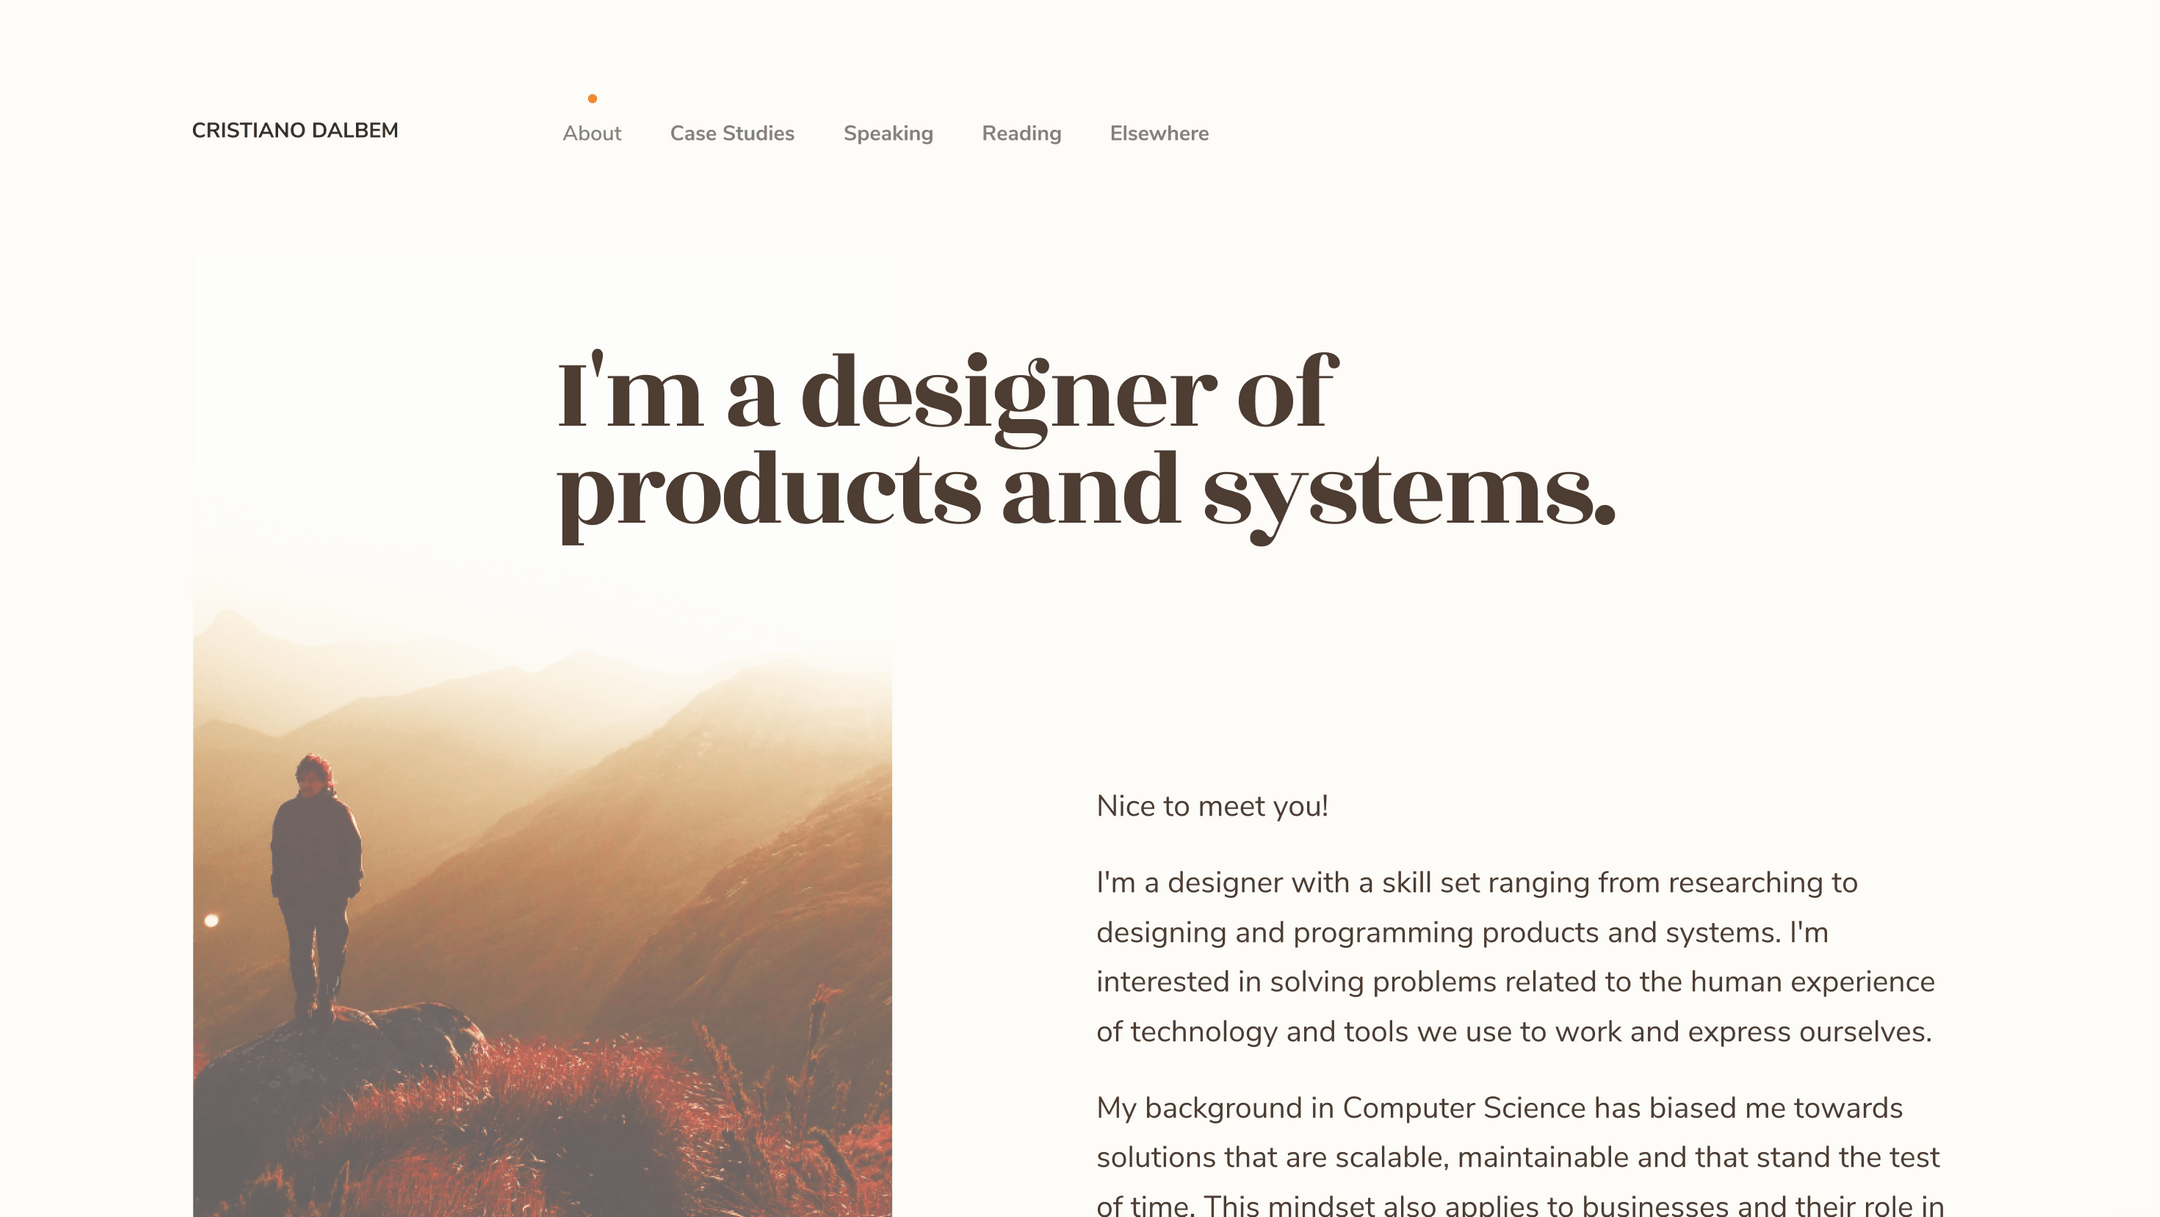 CRISTIANO DALBEM
About Case Studies Speaking Reading Elsewhere
I'm a designer of
products and systems.
Nice to meet you!
I'm a designer with a skill set ranging from researching to
designing and programming products and systems. I'm
interested in solving problems related to the human experience
of technology and tools we use to work and express ourselves.
My background in Computer Science has biased me towards
solutions that are scalable, maintainable and that stand the test
of time. This mindset also applies to businesses and their role in